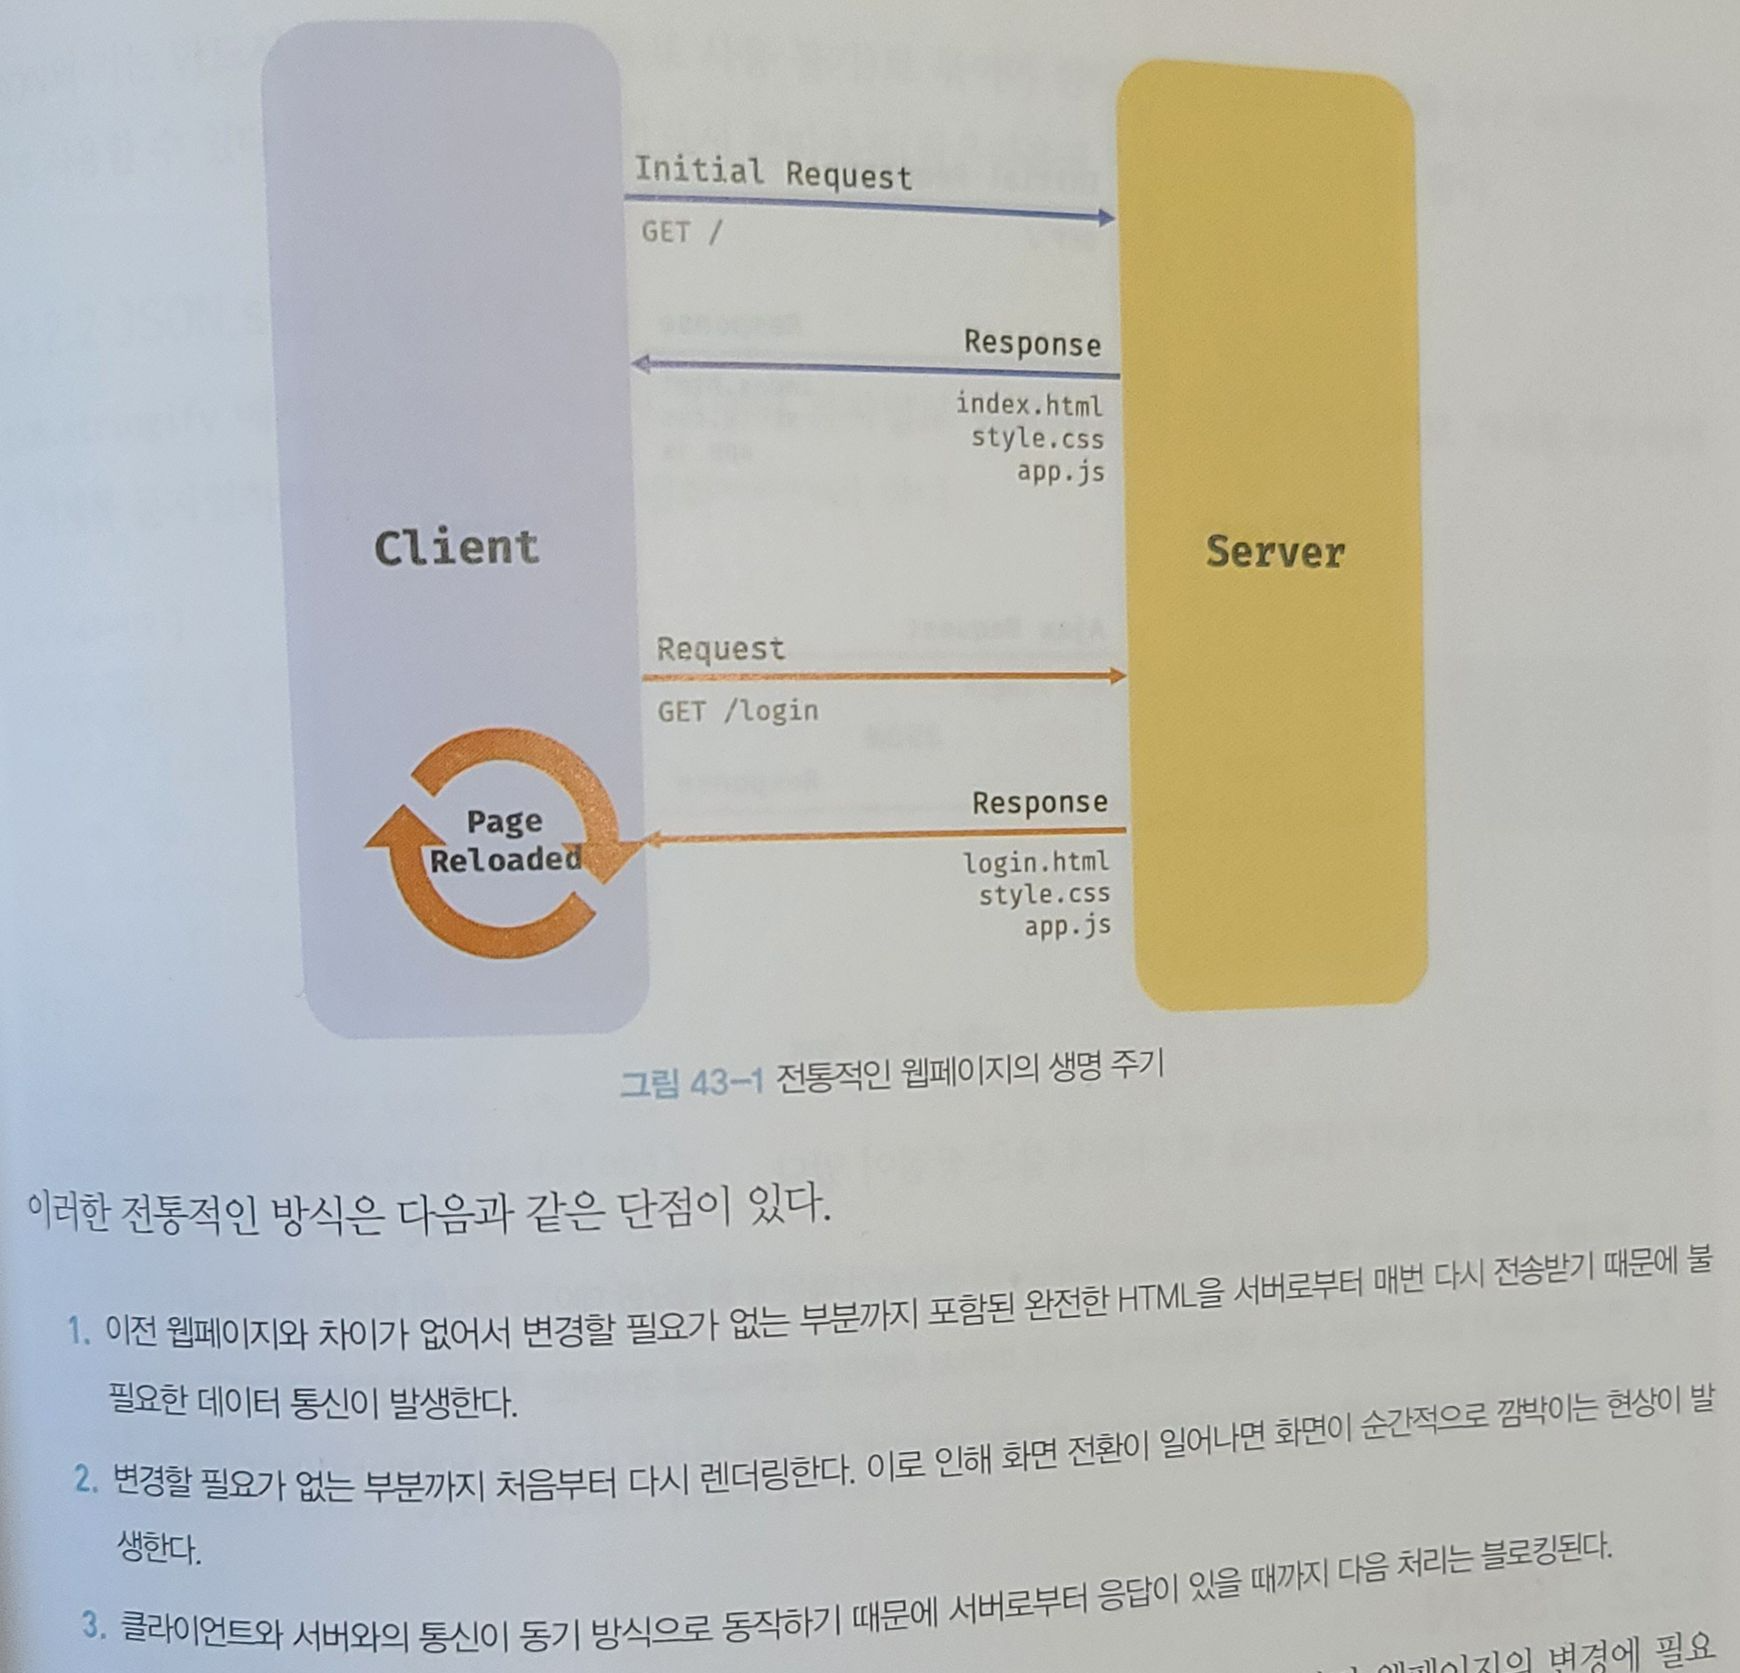 Initial Request
GET /
Response
index.html
style.css
app.js
Client
Server
Request
GET /login
Page
Reloaded
Response
login.html
style.css
app.js
그림 43-1 전통적인 웹페이지의 생명 주기
이러한 전통적인 방식은 다음과 같은 단점이 있다.
1. 이전 웹페이지와 차이가 없어서 변경할 필요가 없는 부분까지 포함된 완전한 HTML을 서버로부터 매번 다시 전송받기 때문에 불
필요한 데이터 통신이 발생한다.
2. 변경할 필요가 없는 부분까지 처음부터 다시 렌더링한다. 이로 인해 화면 전환이 일어나면 화면이 순간적으로 깜박이는 현상이 발
생한다.
3. 클라이언트와 서버와의 통신이 동기 방식으로 동작하기 때문에 서버로부터 응답이 있을 때까지 다음 처리는 블로킹된다.
웹페이지의 변경에 필요